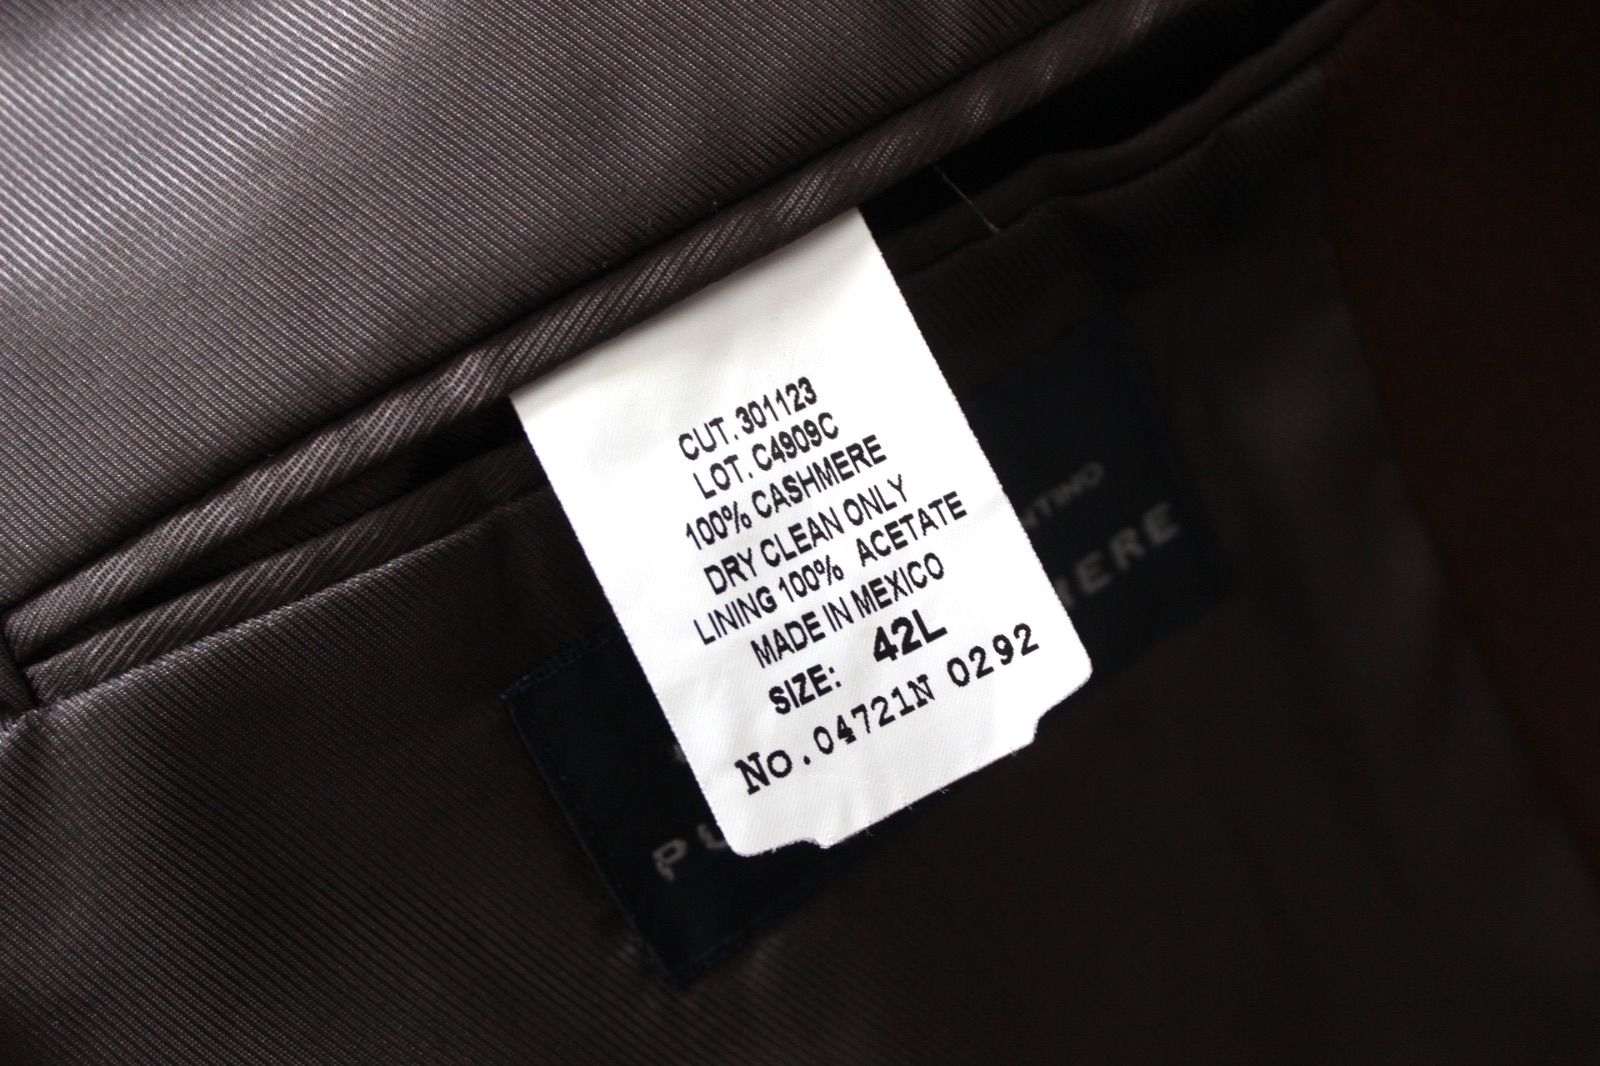 CUT. 301123
LOT. C4909C
100% CASHMERE
DRY CLEAN ONLY
LINING 100% ACETATE
MADE IN MEXICO
SIZE: 42L
No. 04721N 0292